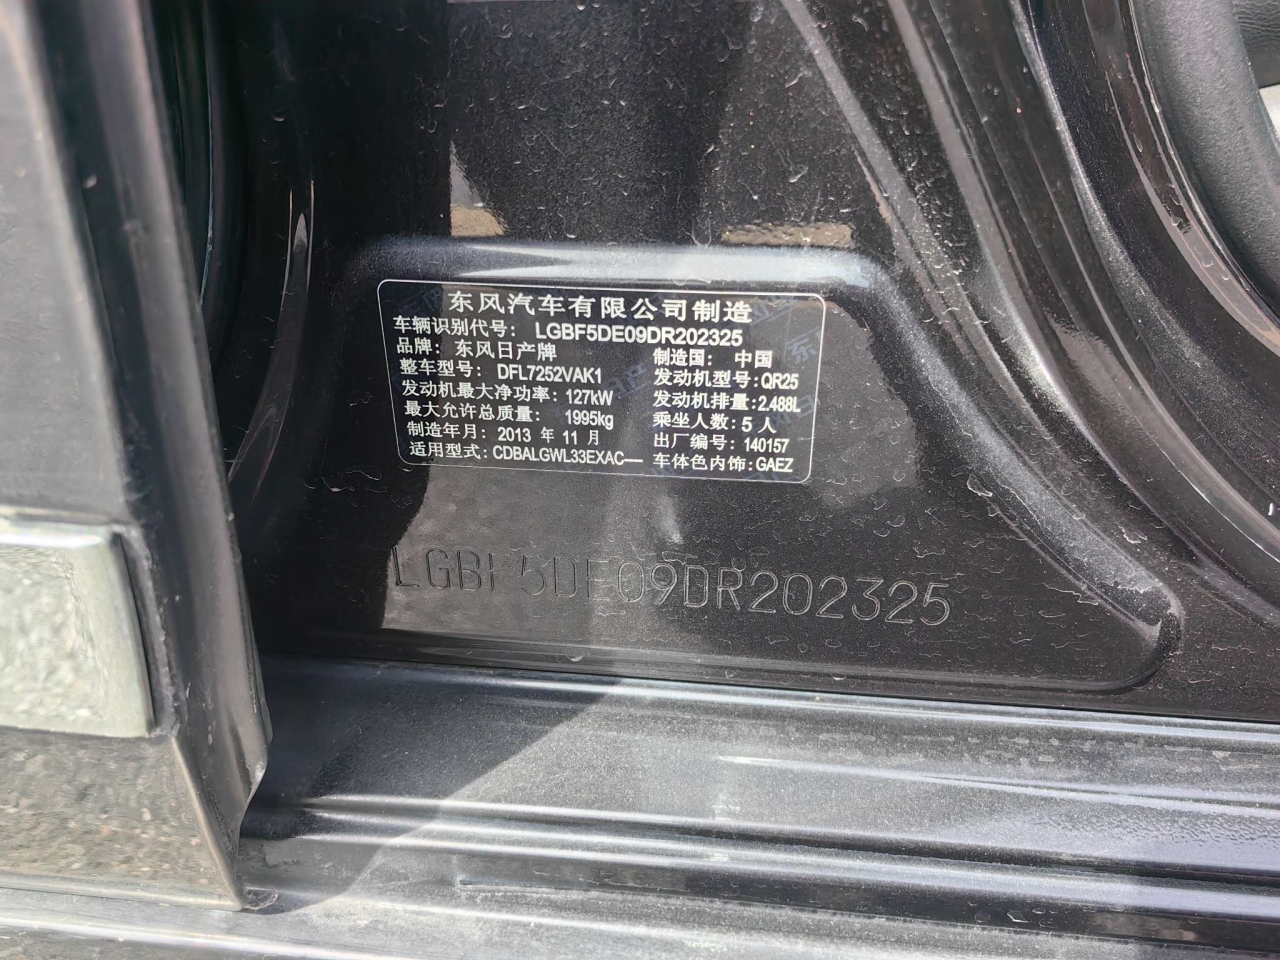 东风汽车有限公司制造
车辆识别代号: LGBF5DE09DR202325
品牌: 东风日产牌 制造国: 中国
整车型号: DFL7252VAK1 发动机型号: QR25
发动机最大净功率: 127kW 发动机排量: 2.488L
最大允许总质量: 1995kg 乘坐人数: 5 人
制造年月: 2013 年 11 月 出厂编号: 140157
适用型式: CDBALGWL33EXAC— 车体色内饰: GAEZ
LGBF5DE09DR202325